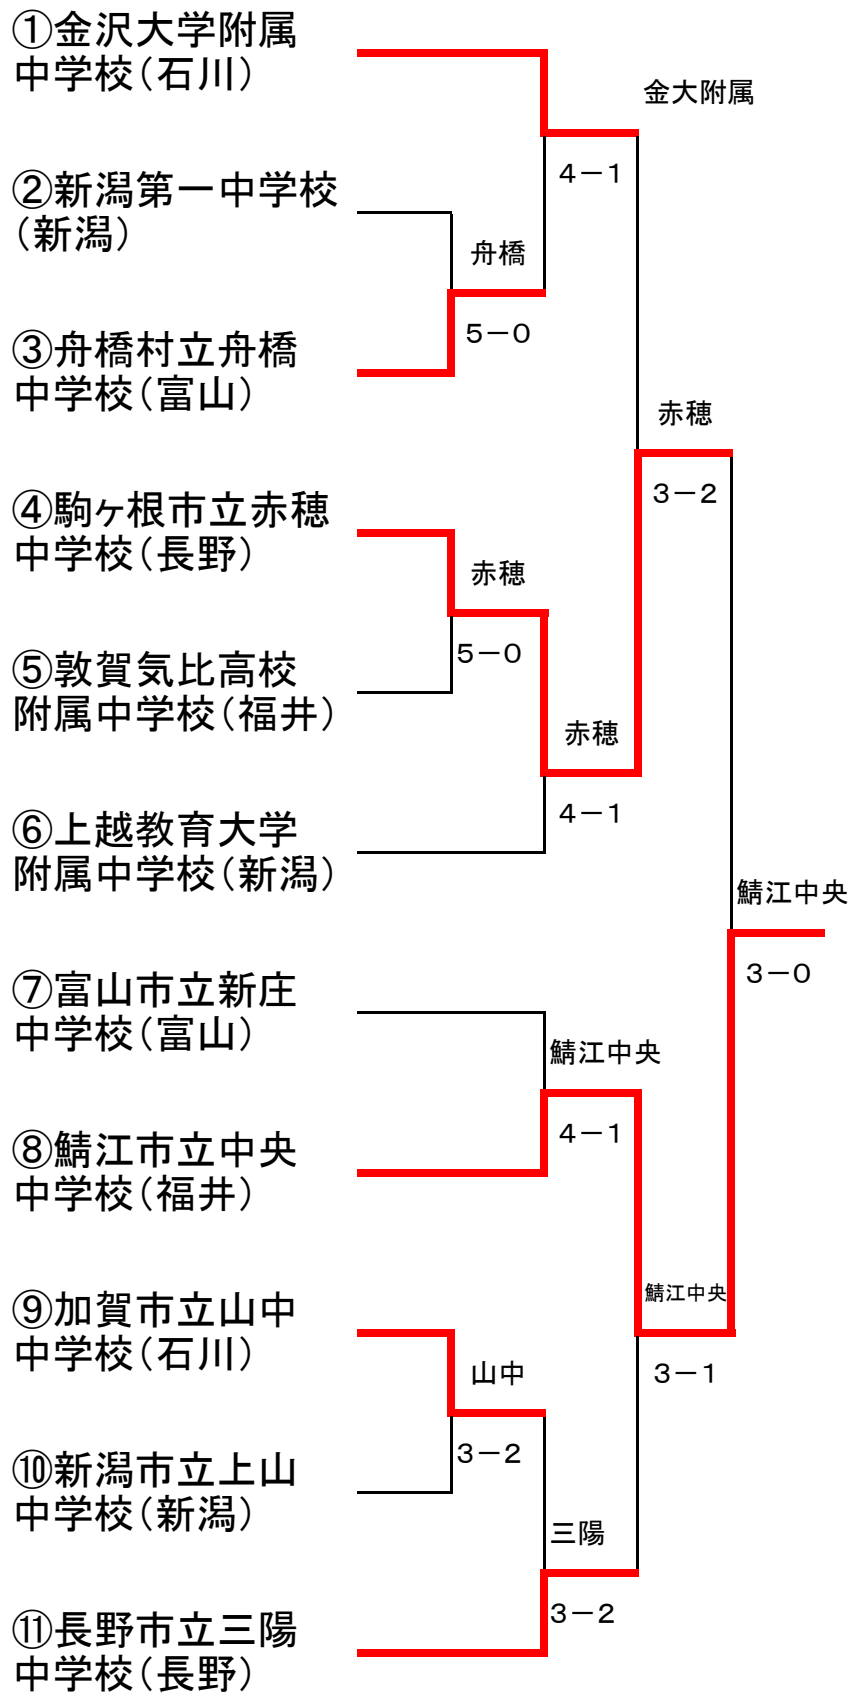 ①金沢大学附属
中学校（石川）
金大附属
4－1
②新潟第一中学校
（新潟）
舟橋
5－0
③舟橋村立舟橋
中学校（富山）
赤穂
3－2
④駒ヶ根市立赤穂
中学校（長野）
赤穂
5－0
⑤敦賀気比高校
附属中学校（福井）
赤穂
4－1
⑥上越教育大学
附属中学校（新潟）
鯖江中央
3－0
⑦富山市立新庄
中学校（富山）
鯖江中央
4－1
⑧鯖江市立中央
中学校（福井）
鯖江中央
3－1
⑨加賀市立山中
中学校（石川）
山中
3－2
⑩新潟市立上山
中学校（新潟）
三陽
3－2
⑪長野市立三陽
中学校（長野）